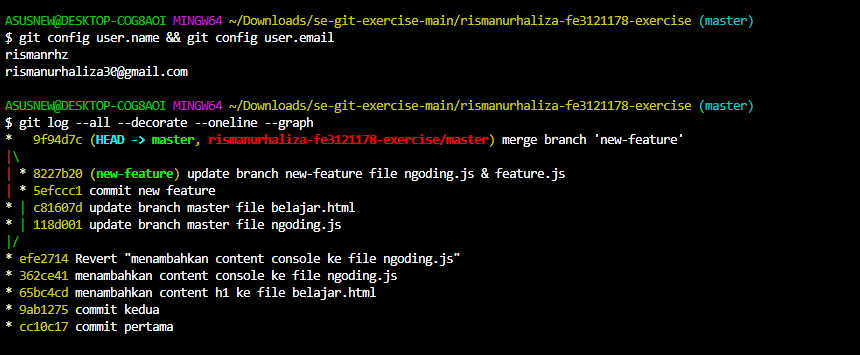 ASUSNEW@DESKTOP-COG8AOI MINGW64 ~/Downloads/se-git-exercise-main/rismanurhaliza-fe3121178-exercise (master)
$ git config user.name && git config user.email
rismanrhz
rismanurhaliza30@gmail.com

ASUSNEW@DESKTOP-COG8AOI MINGW64 ~/Downloads/se-git-exercise-main/rismanurhaliza-fe3121178-exercise (master)
$ git log --all --decorate --oneline --graph
*   9f94d7c (HEAD -> master, rismanurhaliza-fe3121178-exercise/master) merge branch 'new-feature'
|\
| * 8227b20 (new-feature) update branch new-feature file ngoding.js & feature.js
| * 5efccc1 commit new feature
* | c81607d update branch master file belajar.html
* | 118d001 update branch master file ngoding.js
|/
* efe2714 Revert "menambahkan content console ke file ngoding.js"
* 362ce41 menambahkan content console ke file ngoding.js
* 65bc4cd menambahkan content h1 ke file belajar.html
* 9ab1275 commit kedua
* cc10c17 commit pertama